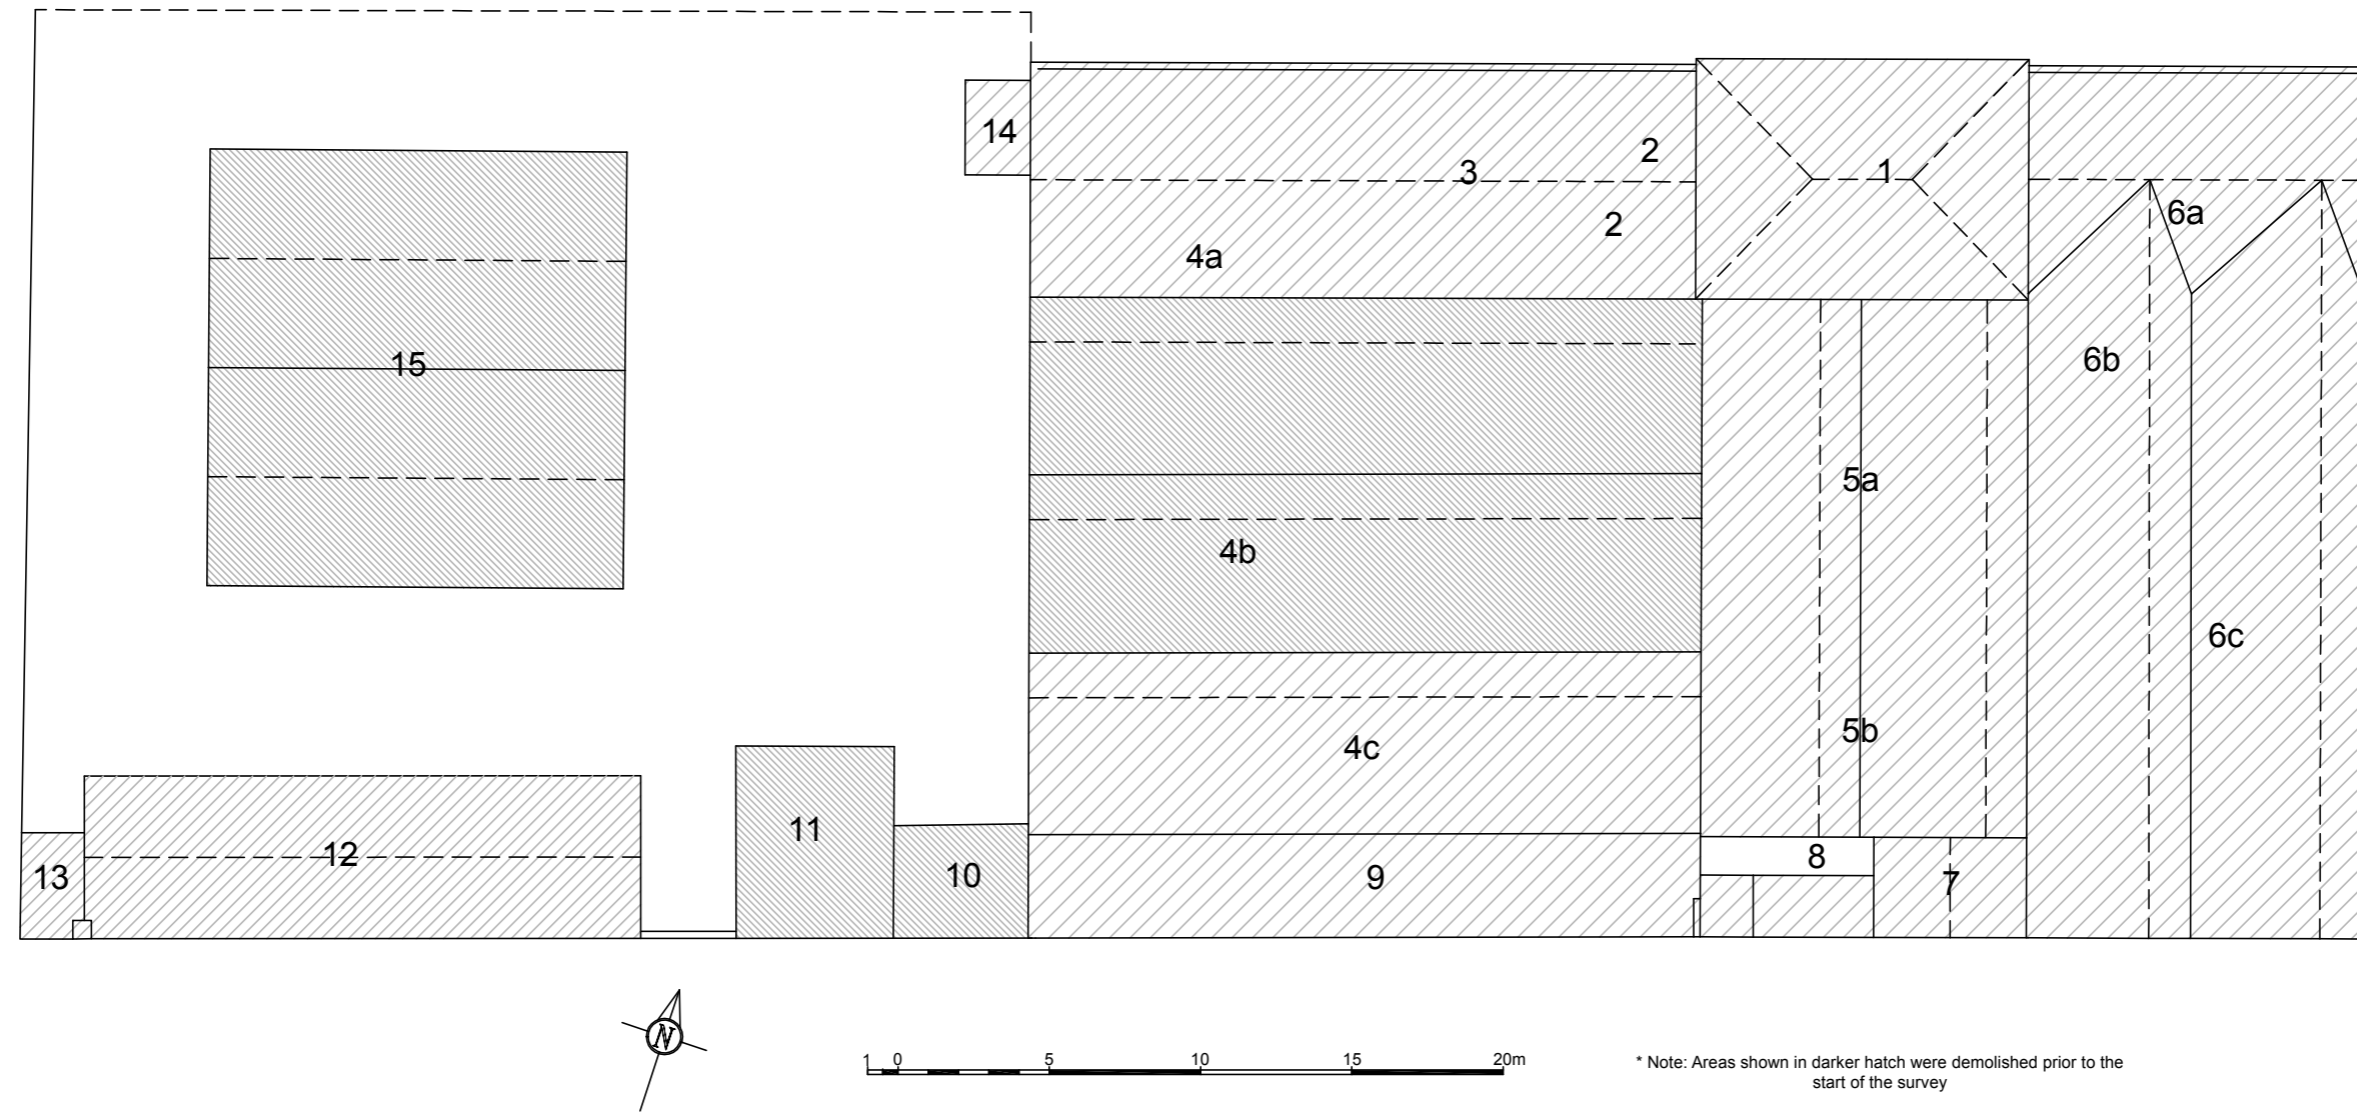 14
3
2
1
2
6a
4a
15
6b
5a
4b
6c
5b
4c
11
12
8
13
10
9
7
N
1 0 5 10 15 20m
* Note: Areas shown in darker hatch were demolished prior to the
start of the survey